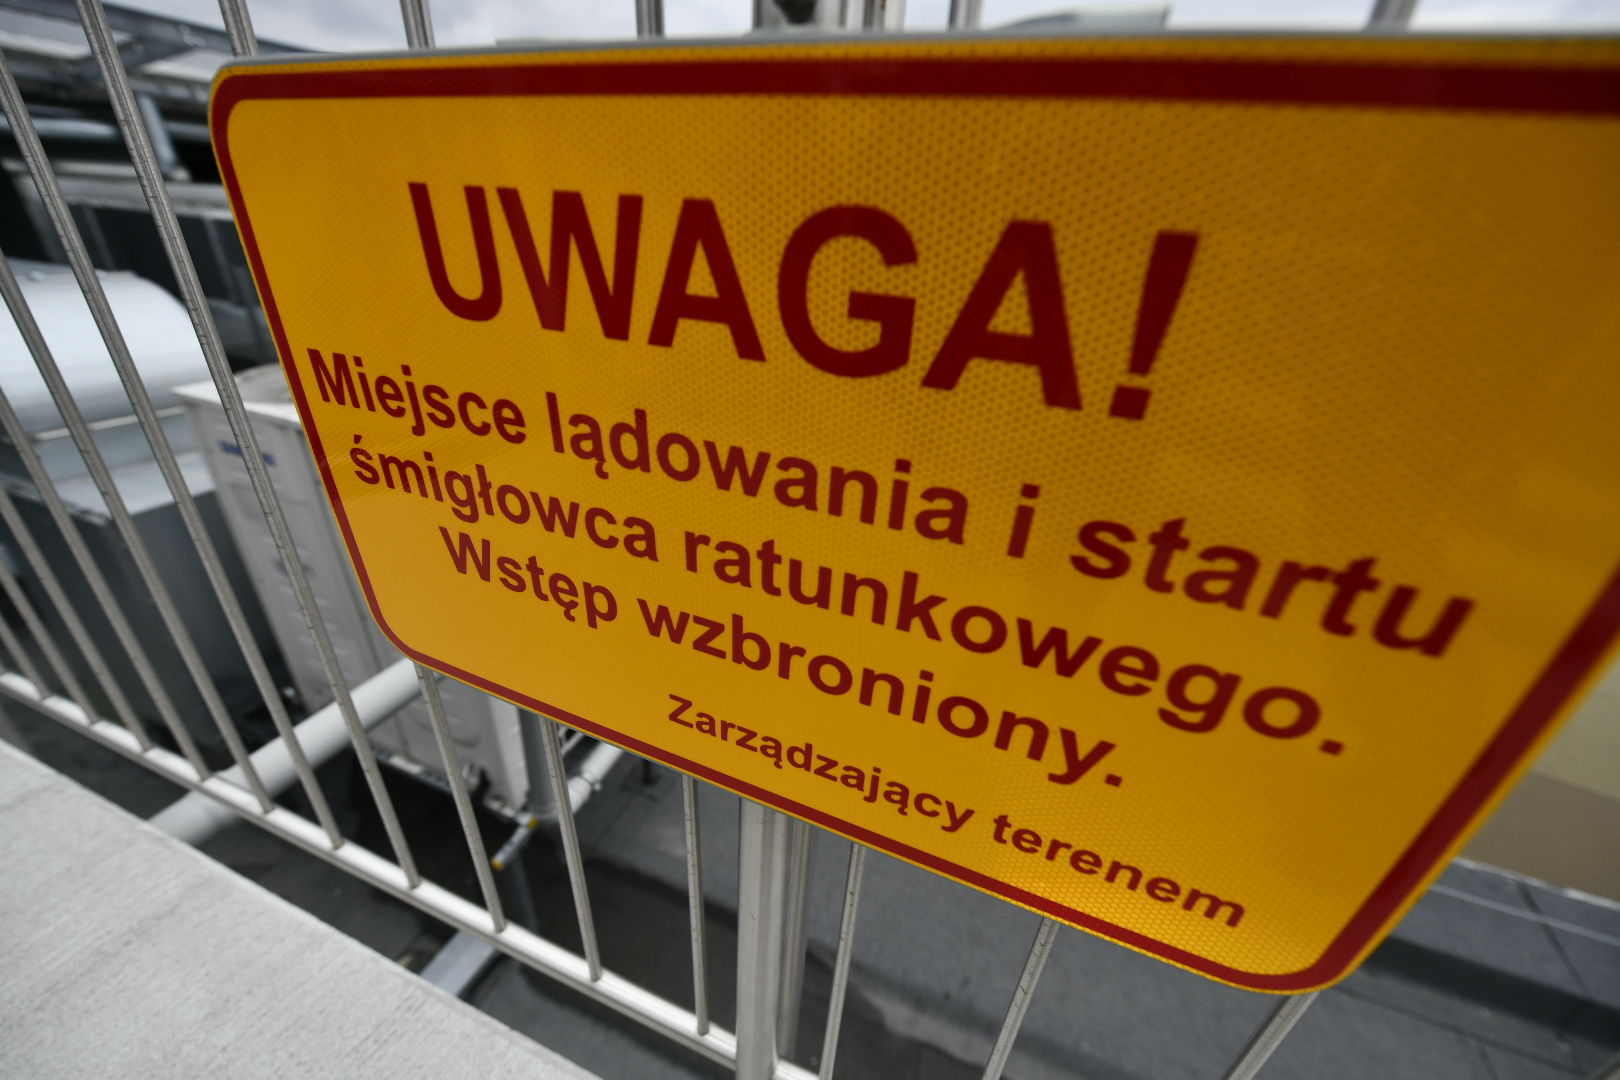 UWAGA!
Miejsce lądowania i startu
śmigłowca ratunkowego.
Wstęp wzbroniony.
Zarządzający terenem